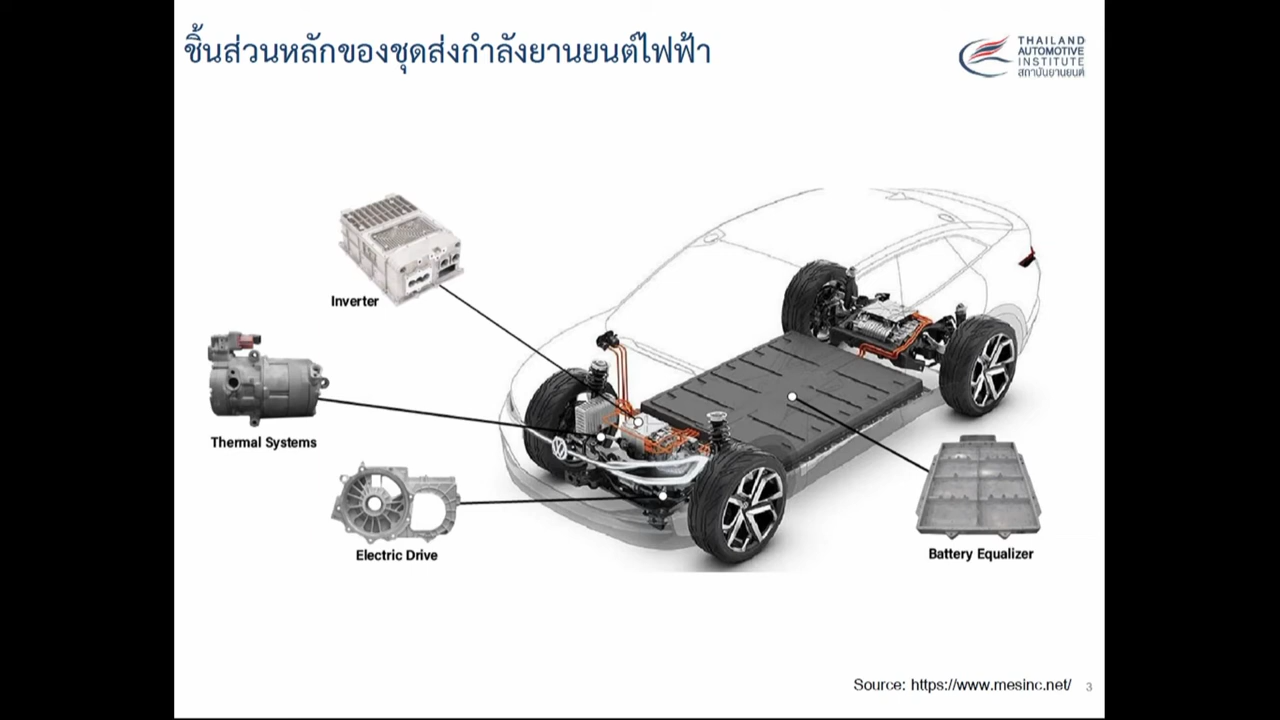 ชิ้นส่วนหลักของชุดส่งกำลังยานยนต์ไฟฟ้า
THAILAND
AUTOMOTIVE
INSTITUTE
สถาบันยานยนต์
Inverter
Thermal Systems
Electric Drive
Battery Equalizer
Source: https://www.mesinc.net/
3